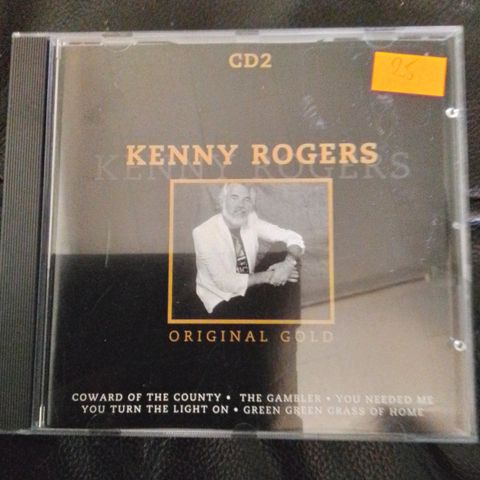 CD2
25
KENNY ROGERS
KENNY ROGERS
ORIGINAL GOLD
COWARD OF THE COUNTY • THE GAMBLER • YOU NEEDED ME
YOU TURN THE LIGHT ON • GREEN GREEN GRASS OF HOME